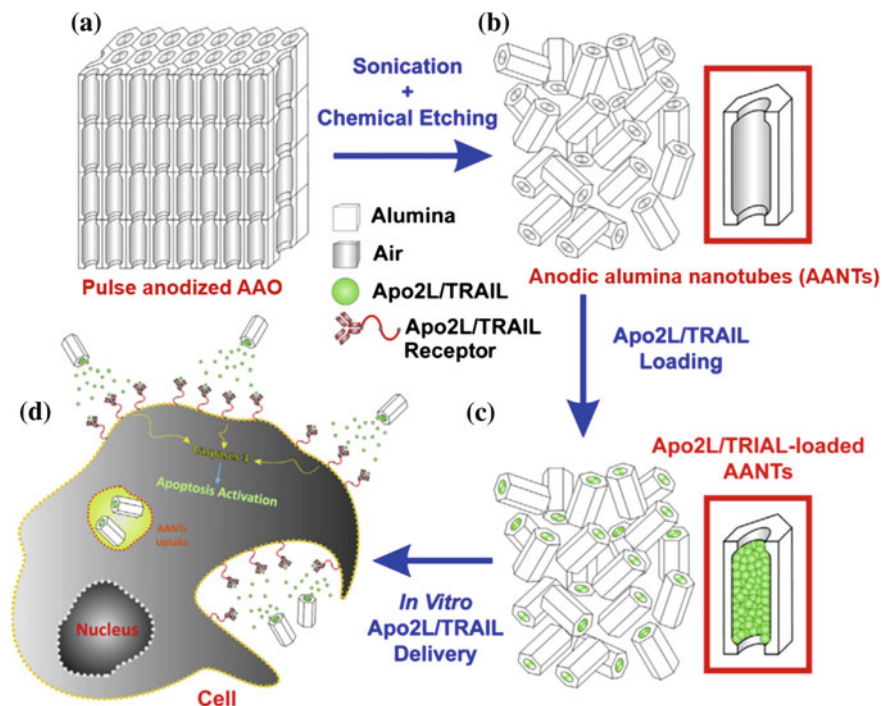 (a)
Sonication
+
Chemical Etching
(b)
Alumina
Air
Apo2L/TRAIL
Apo2L/TRAIL
Receptor
Pulse anodized AAO
Anodic alumina nanotubes (AANTs)
Apo2L/TRAIL
Loading
(c)
Apo2L/TRIAL-loaded
AANTs
In Vitro
Apo2L/TRAIL
Delivery
(d)
Apoptosis Activation
AANTs
Uptake
Nucleus
Cell